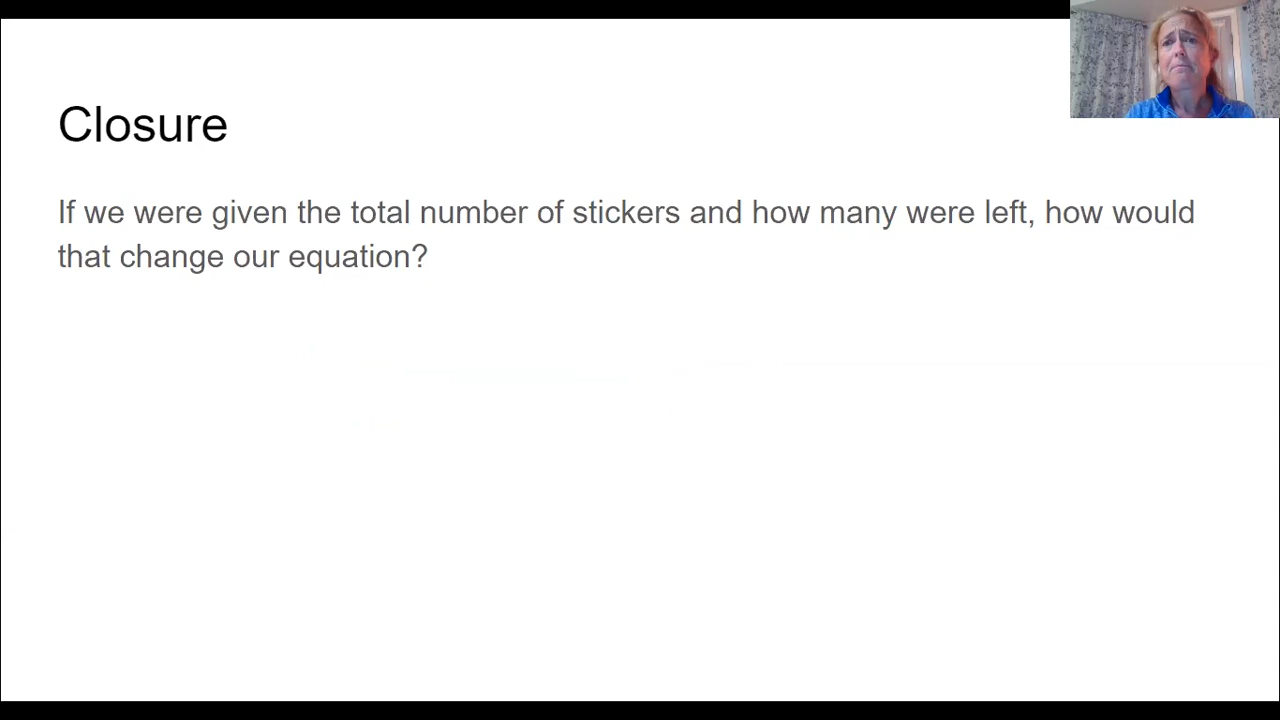 Closure
If we were given the total number of stickers and how many were left, how would
that change our equation?